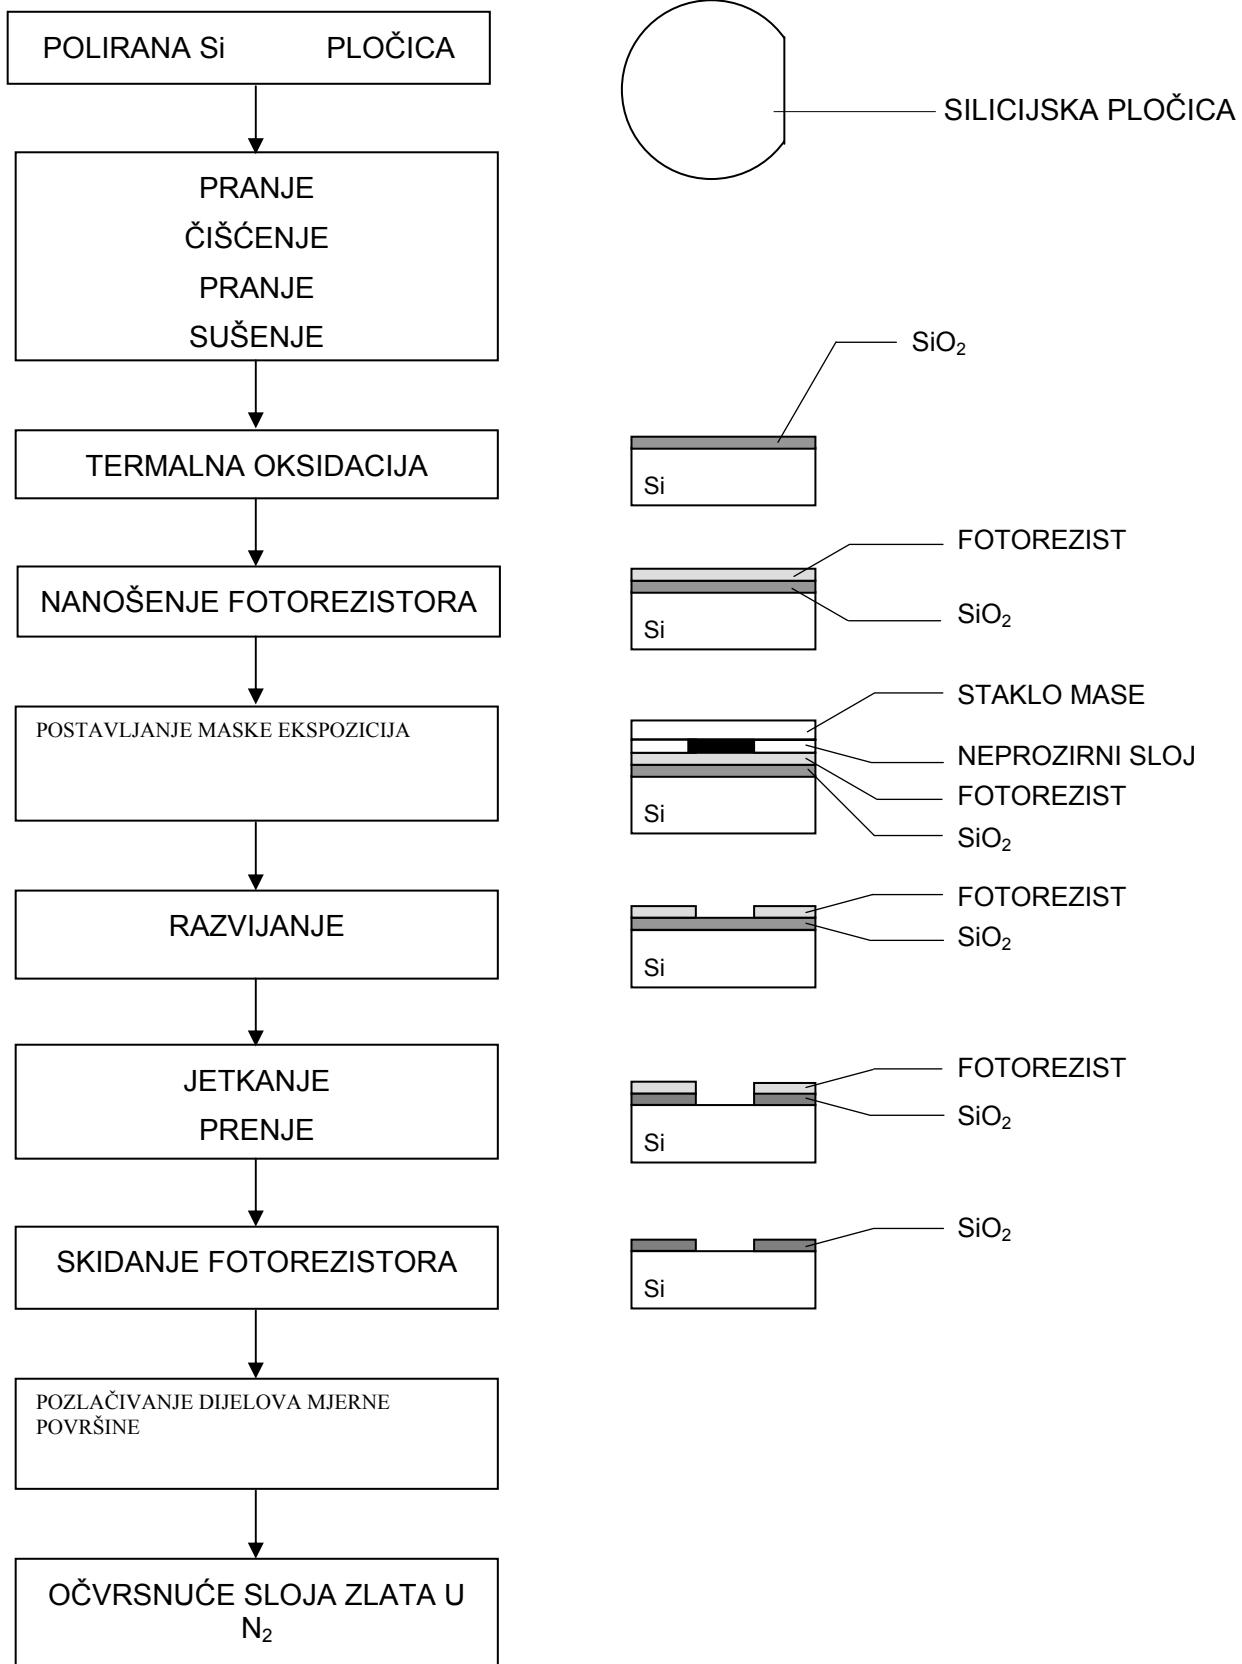 POLIRANA Si PLOČICA
SILICIJSKA PLOČICA
PRANJE
ČIŠĆENJE
PRANJE
SUŠENJE
SiO₂
TERMALNA OKSIDACIJA
Si
FOTOREZIST
NANOŠENJE FOTOREZISTORA
SiO₂
Si
STAKLO MASE
POSTAVLJANJE MASKE EKSPOZICIJA
NEPROZIRNI SLOJ
FOTOREZIST
Si
SiO₂
FOTOREZIST
RAZVIJANJE
SiO₂
Si
FOTOREZIST
JETKANJE
SiO₂
PRENJE
Si
SiO₂
SKIDANJE FOTOREZISTORA
Si
POZLAČIVANJE DIJELOVA MJERNE
POVRŠINE
OČVRSNUĆE SLOJA ZLATA U
N₂